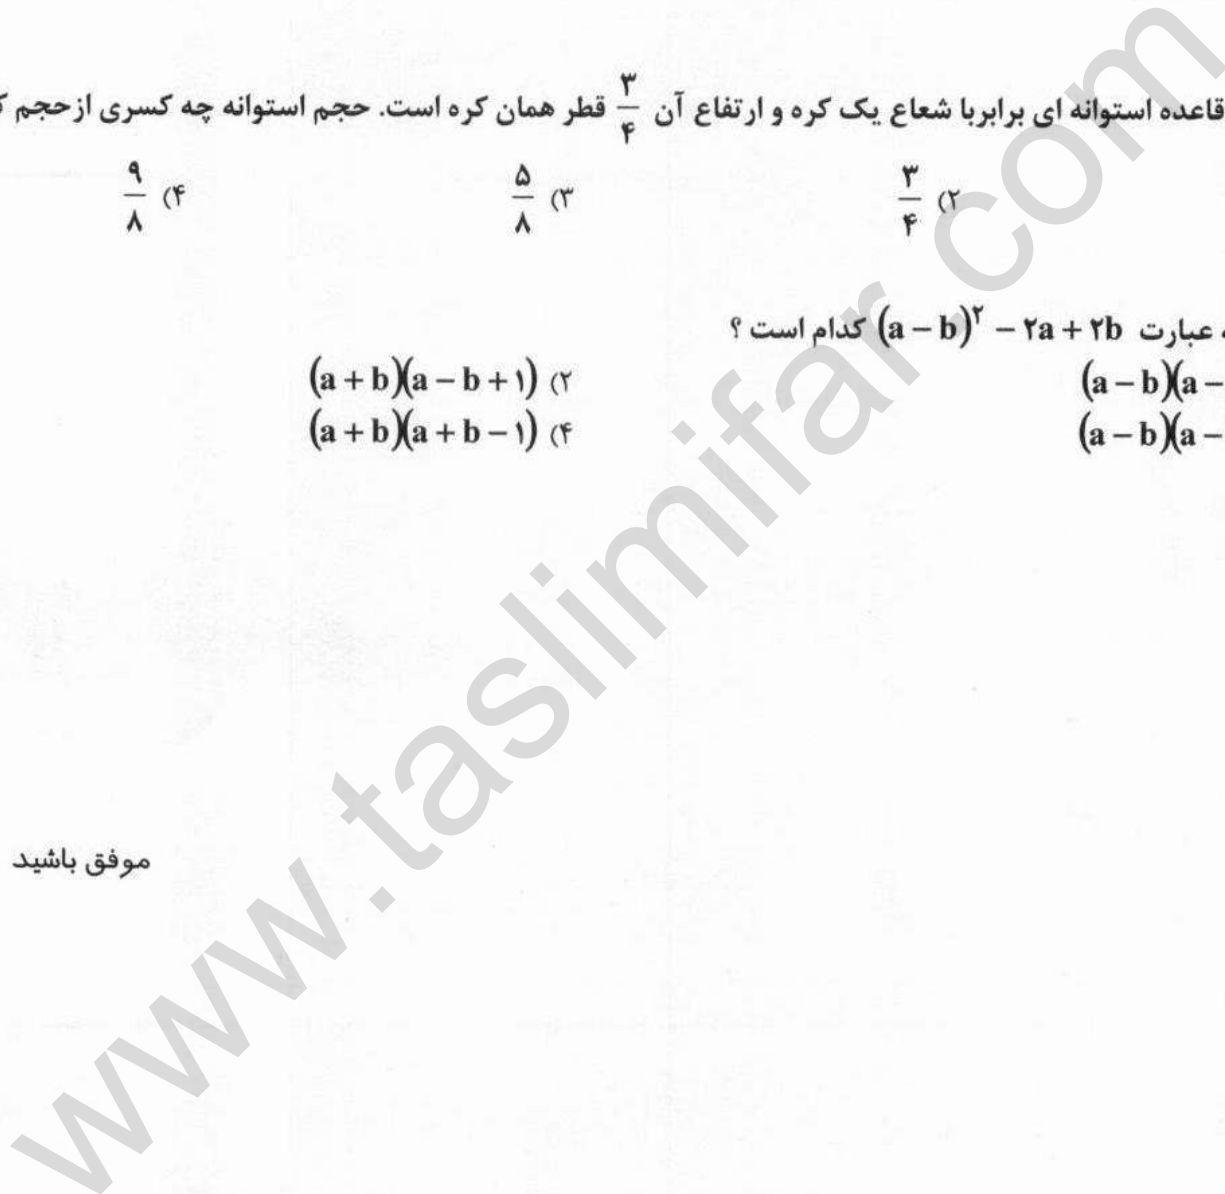 قاعده استوانه ای برابربا شعاع یک کره و ارتفاع آن ۳/۴ قطر همان کره است. حجم استوانه چه کسری ازحجم
۲) ۳/۴ ۳) ۵/۸ ۴) ۹/۸
عبارت (a − b)^۲ − ۲a + ۲b کدام است ؟
(a − b)(a − ۲) (a + b)(a − b + ۱)
(a − b)(a − ۴) (a + b)(a + b − ۱)
موفق باشید
www.taslimifar.com